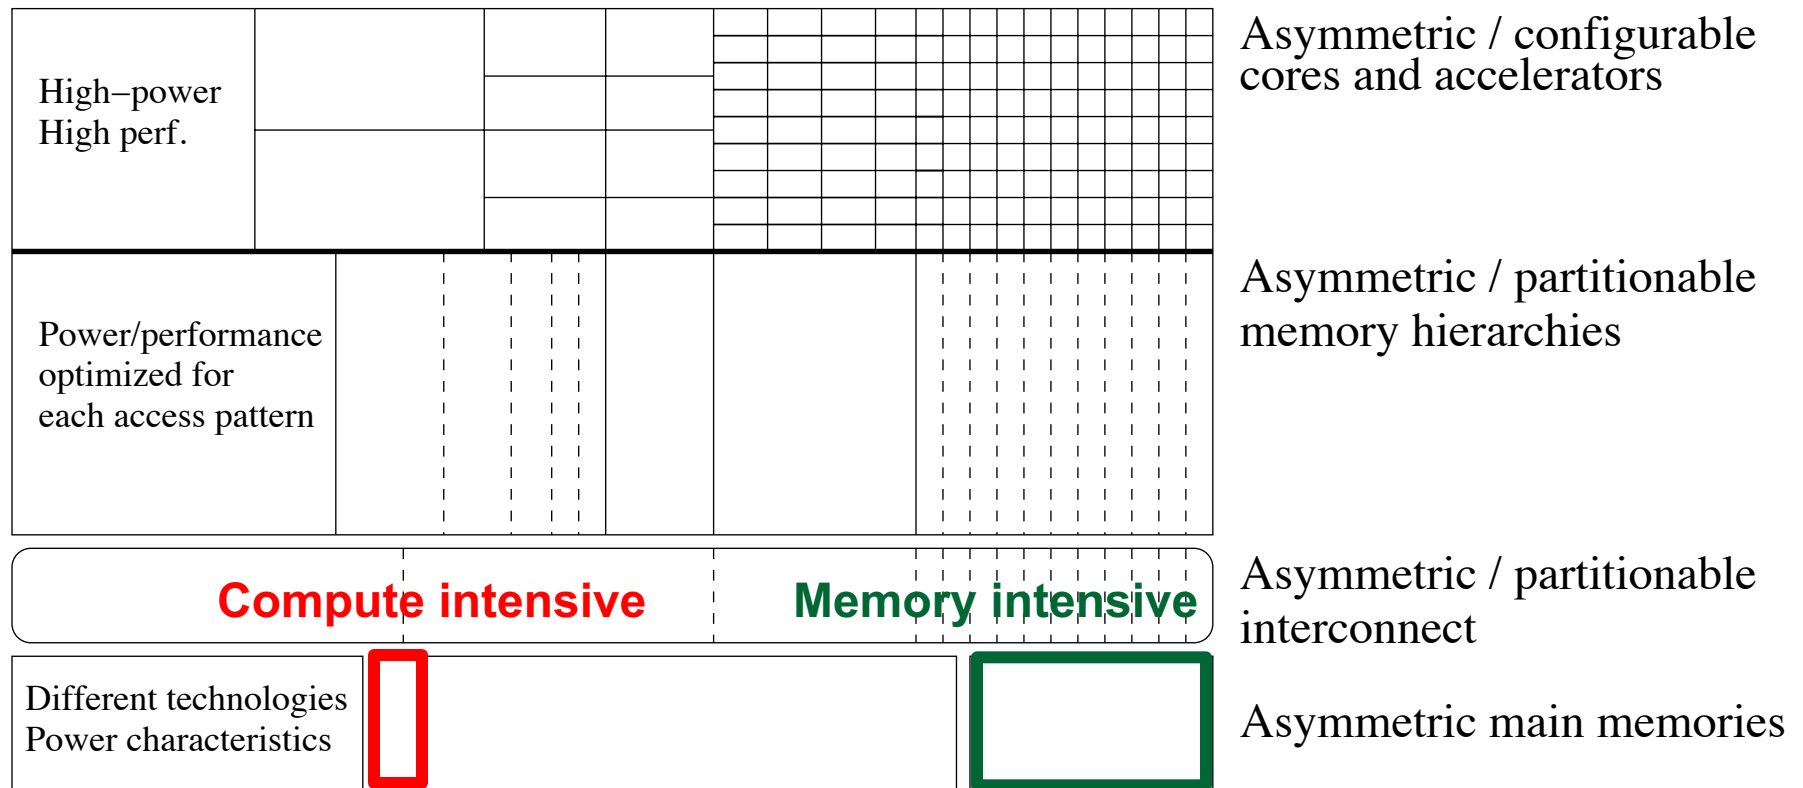 High−power
High perf.
Asymmetric / configurable
cores and accelerators
Power/performance
optimized for
each access pattern
Asymmetric / partitionable
memory hierarchies
Compute intensive
Memory intensive
Asymmetric / partitionable
interconnect
Different technologies
Power characteristics
Asymmetric main memories